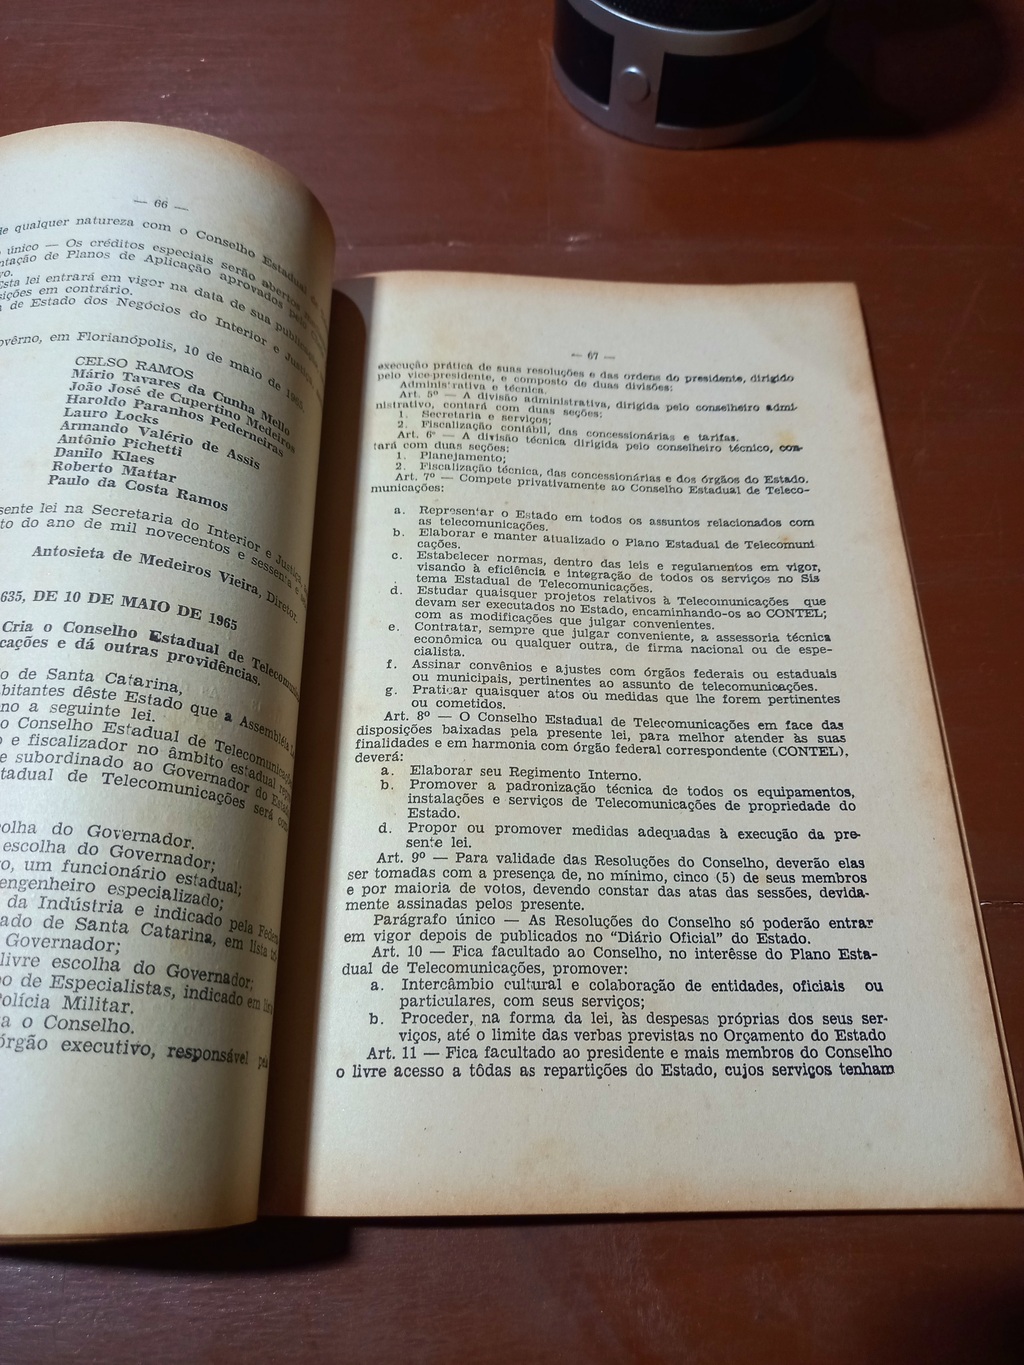 — 66 —
de qualquer natureza com o Conselho Estadual de
único — Os créditos especiais serão abertos
ntação de Planos de Aplicação aprovados pelo
vo.
Esta lei entrará em vigor na data de sua publicação
sições em contrário.
de Estado dos Negócios do Interior e Justiça
ovêrno, em Florianópolis, 10 de maio de 1965.
CELSO RAMOS
Mário Tavares da Cunha Mello
João José de Cupertino Medeiros
Haroldo Paranhos Pederneiras
Lauro Locks
Armando Valério de Assis
Antônio Pichetti
Danilo Klaes
Roberto Mattar
Paulo da Costa Ramos
sente lei na Secretaria do Interior e Justiça
to do ano de mil novecentos e sessenta e
Antosieta de Medeiros Vieira, Diretor.
635, DE 10 DE MAIO DE 1965
Cria o Conselho Estadual de Telecomuni
cações e dá outras providências.
o de Santa Catarina,
bitantes dêste Estado que a Assembléia
no a seguinte lei.
o Conselho Estadual de Telecomunicações
o e fiscalizador no âmbito estadual
e subordinado ao Governador do Estado
tadual de Telecomunicações será
olha do Governador.
escolha do Governador;
o, um funcionário estadual;
engenheiro especializado;
da Indústria e indicado pela
ado de Santa Catarina, em lista
Governador;
livre escolha do Governador;
o de Especialistas, indicado em
Polícia Militar.
a o Conselho.
órgão executivo, responsável
— 67 —
execução prática de suas resoluções e das ordens do presidente, dirigido
pelo vice-presidente, e composto de duas divisões:
Administrativa e técnica.
Art. 5º — A divisão administrativa, dirigida pelo conselheiro admi-
nistrativo, contará com duas seções:
1. Secretaria e serviços;
2. Fiscalização contábil, das concessionárias e tarifas.
Art. 6º — A divisão técnica dirigida pelo conselheiro técnico, con-
tará com duas seções:
1. Planejamento;
2. Fiscalização técnica, das concessionárias e dos órgãos do Estado.
Art. 7º — Compete privativamente ao Conselho Estadual de Teleco-
municações:
a. Representar o Estado em todos os assuntos relacionados com
as telecomunicações.
b. Elaborar e manter atualizado o Plano Estadual de Telecomuni
cações.
c. Estabelecer normas, dentro das leis e regulamentos em vigor,
visando à eficiência e integração de todos os serviços no Sis
tema Estadual de Telecomunicações.
d. Estudar quaisquer projetos relativos à Telecomunicações que
devam ser executados no Estado, encaminhando-os ao CONTEL;
com as modificações que julgar convenientes.
e. Contratar, sempre que julgar conveniente, a assessoria técnica
econômica ou qualquer outra, de firma nacional ou de espe-
cialista.
f. Assinar convênios e ajustes com órgãos federais ou estaduais
ou municipais, pertinentes ao assunto de telecomunicações.
g. Praticar quaisquer atos ou medidas que lhe forem pertinentes
ou cometidos.
Art. 8º — O Conselho Estadual de Telecomunicações em face das
disposições baixadas pela presente lei, para melhor atender às suas
finalidades e em harmonia com órgão federal correspondente (CONTEL),
deverá:
a. Elaborar seu Regimento Interno.
b. Promover a padronização técnica de todos os equipamentos,
instalações e serviços de Telecomunicações de propriedade do
Estado.
d. Propor ou promover medidas adequadas à execução da pre-
sente lei.
Art. 9º — Para validade das Resoluções do Conselho, deverão elas
ser tomadas com a presença de, no mínimo, cinco (5) de seus membros
e por maioria de votos, devendo constar das atas das sessões, devida-
mente assinadas pelos presente.
Parágrafo único — As Resoluções do Conselho só poderão entrar
em vigor depois de publicados no "Diário Oficial" do Estado.
Art. 10 — Fica facultado ao Conselho, no interêsse do Plano Esta-
dual de Telecomunicações, promover:
a. Intercâmbio cultural e colaboração de entidades, oficiais ou
particulares, com seus serviços;
b. Proceder, na forma da lei, às despesas próprias dos seus ser-
viços, até o limite das verbas previstas no Orçamento do Estado
Art. 11 — Fica facultado ao presidente e mais membros do Conselho
o livre acesso a tôdas as repartições do Estado, cujos serviços tenham